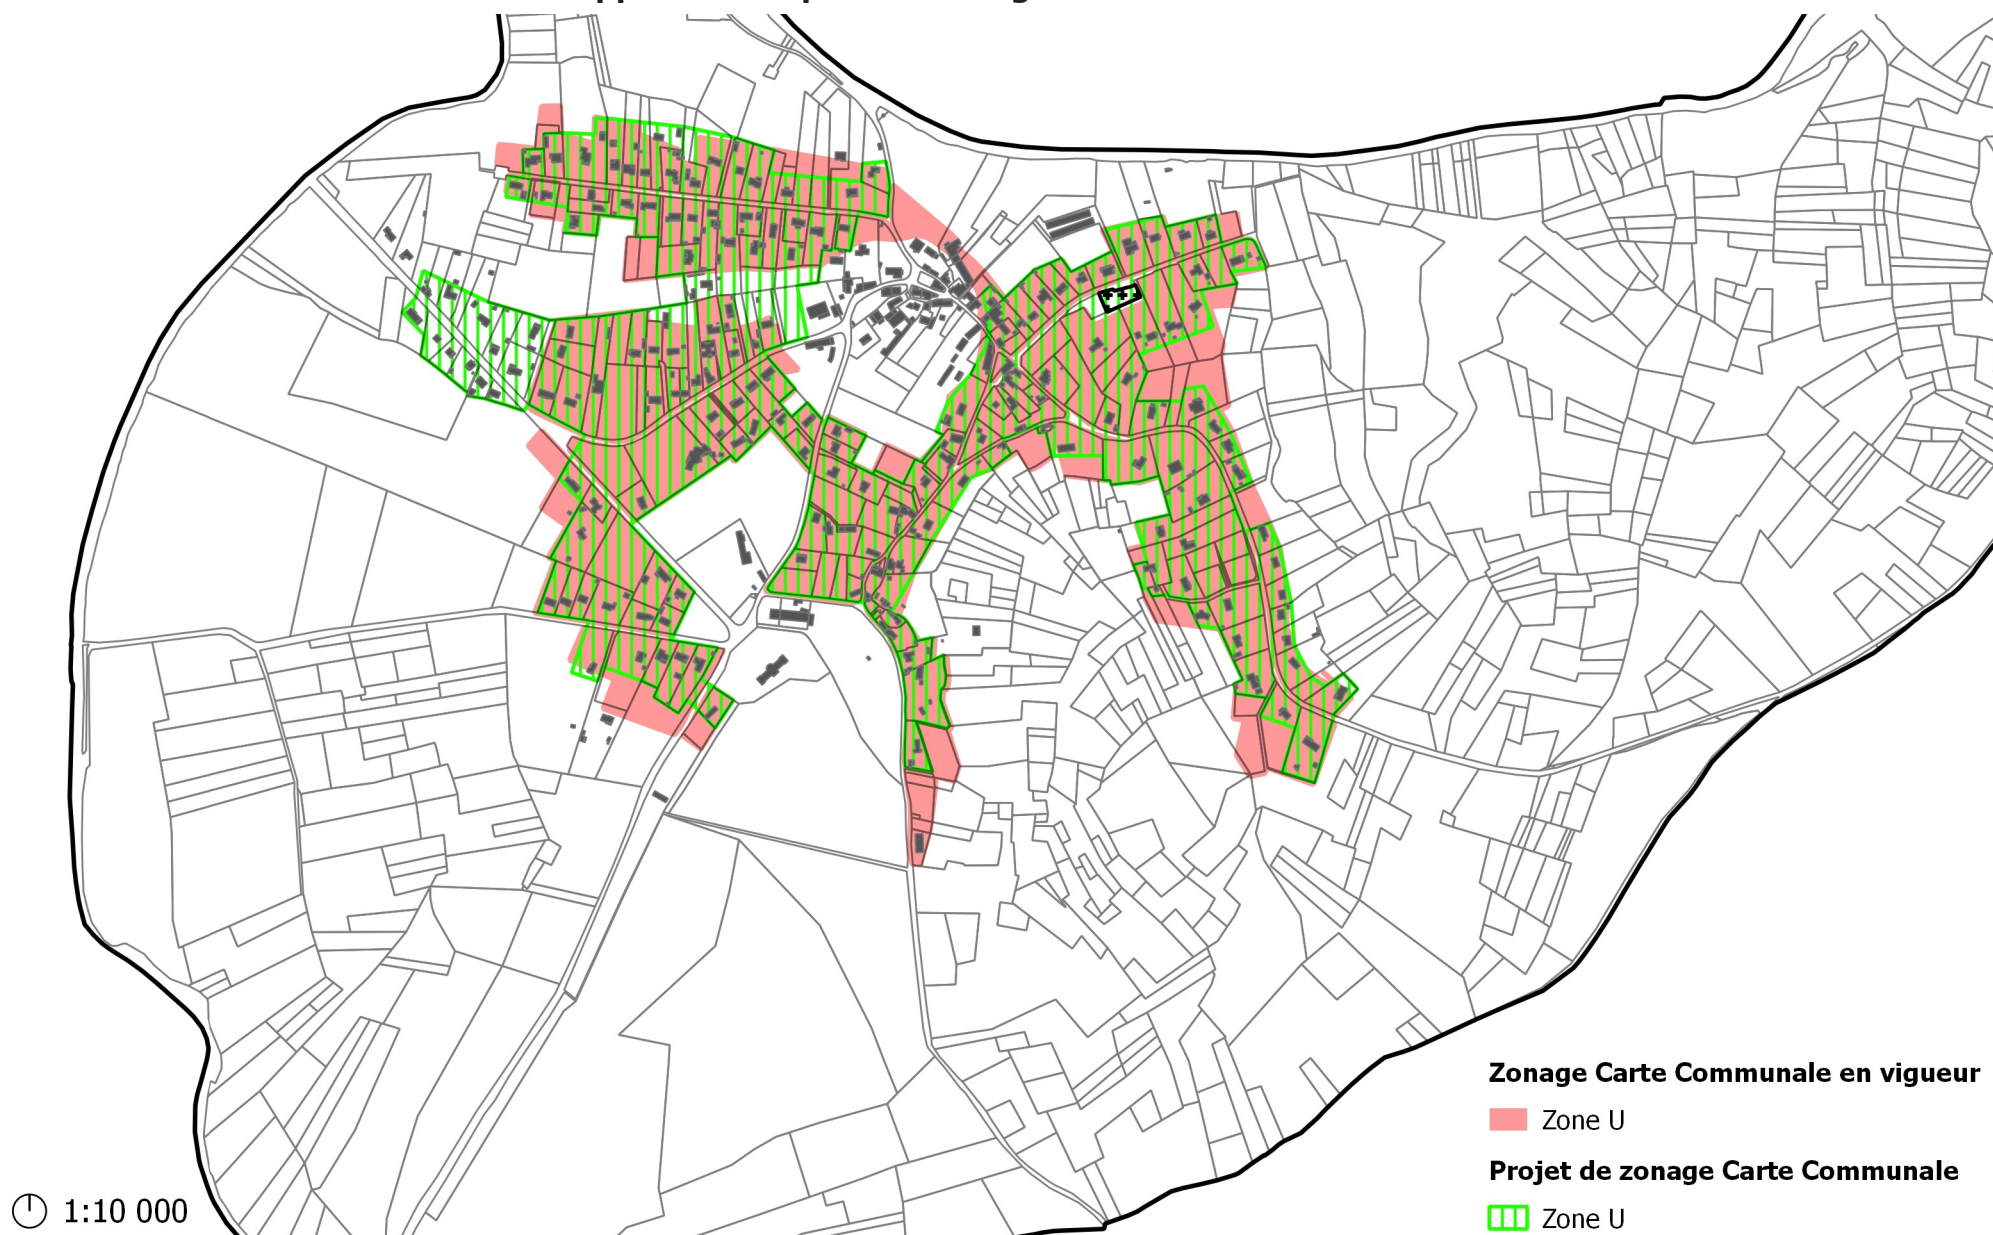 Zonage Carte Communale en vigueur
Zone U
Projet de zonage Carte Communale
Zone U
1:10 000